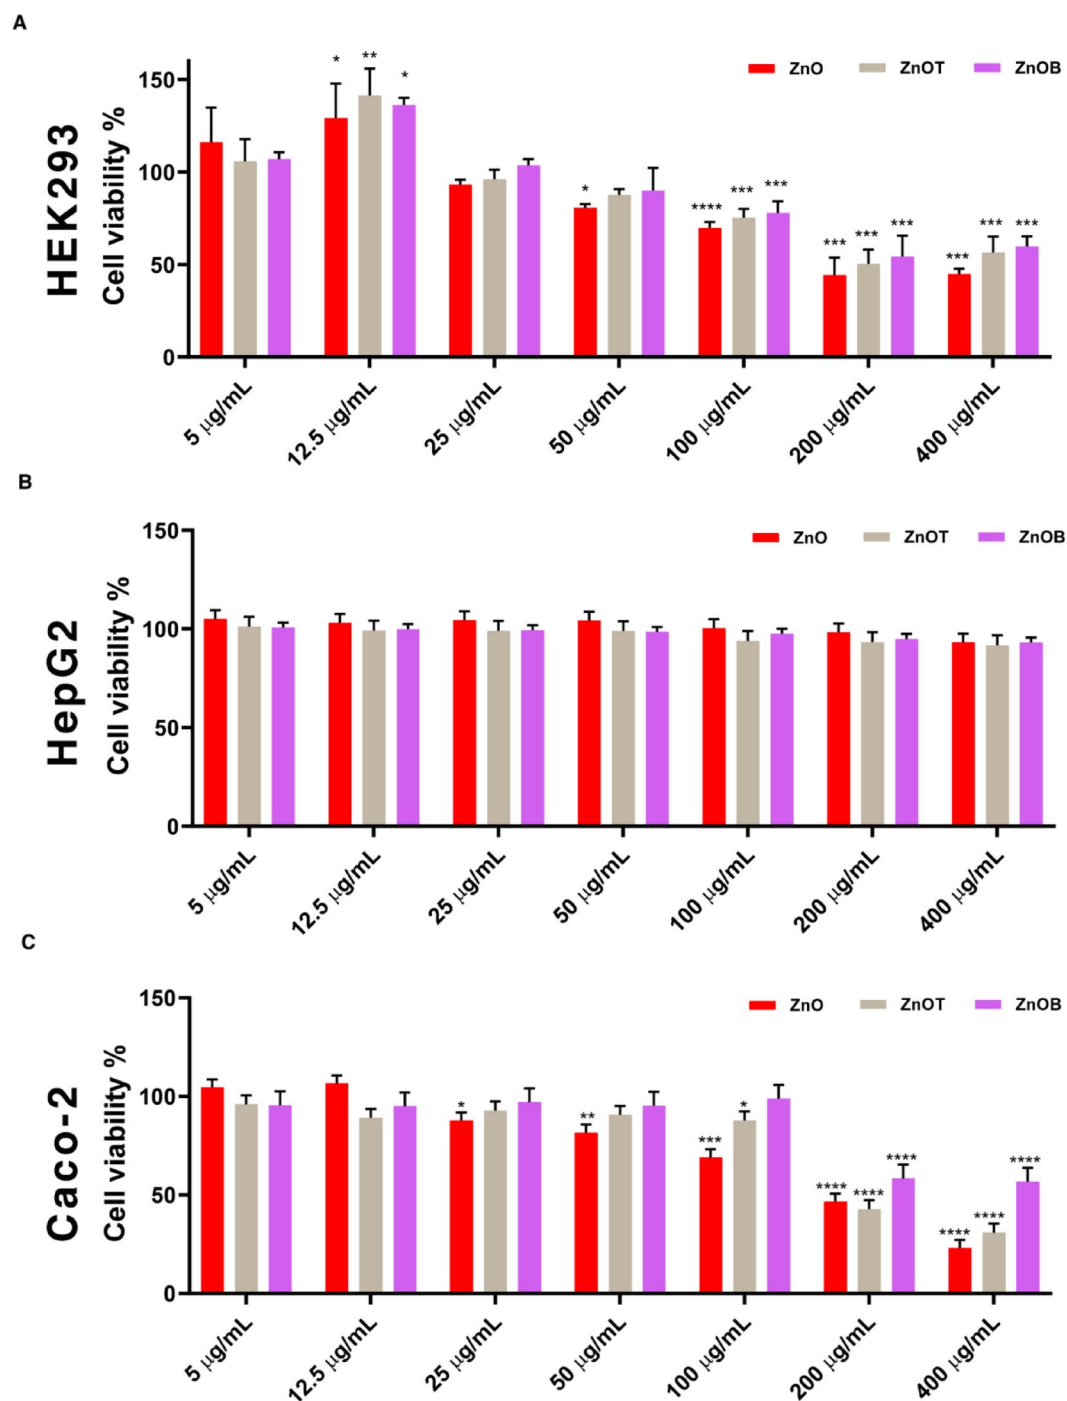 A
HEK293
Cell viability %
150
100
50
0
ZnO ZnOT ZnOB
* ** *
*
**** *** ***
*** *** ***
*** *** ***
5 µg/mL 12.5 µg/mL 25 µg/mL 50 µg/mL 100 µg/mL 200 µg/mL 400 µg/mL
B
HepG2
Cell viability %
150
100
50
0
ZnO ZnOT ZnOB
5 µg/mL 12.5 µg/mL 25 µg/mL 50 µg/mL 100 µg/mL 200 µg/mL 400 µg/mL
C
Caco-2
Cell viability %
150
100
50
0
ZnO ZnOT ZnOB
*
**
*** *
**** **** ****
**** **** ****
5 µg/mL 12.5 µg/mL 25 µg/mL 50 µg/mL 100 µg/mL 200 µg/mL 400 µg/mL